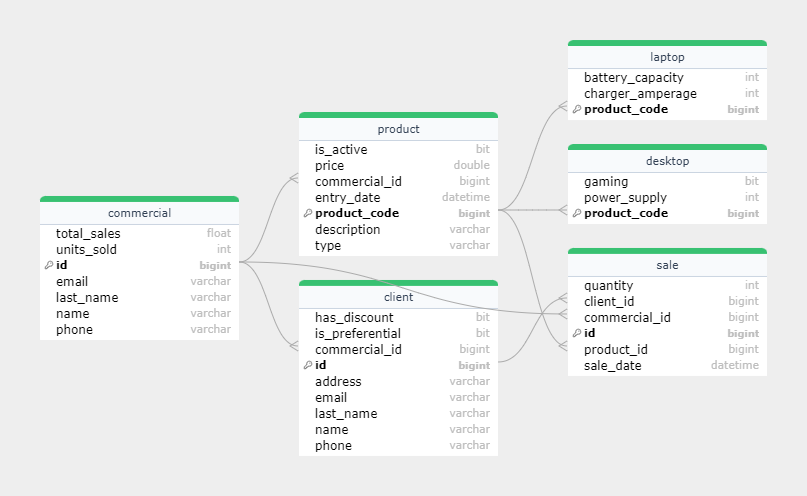 commercial
total_sales float
units_sold int
id bigint
email varchar
last_name varchar
name varchar
phone varchar
product
is_active bit
price double
commercial_id bigint
entry_date datetime
product_code bigint
description varchar
type varchar
client
has_discount bit
is_preferential bit
commercial_id bigint
id bigint
address varchar
email varchar
last_name varchar
name varchar
phone varchar
laptop
battery_capacity int
charger_amperage int
product_code bigint
desktop
gaming bit
power_supply int
product_code bigint
sale
quantity int
client_id bigint
commercial_id bigint
id bigint
product_id bigint
sale_date datetime